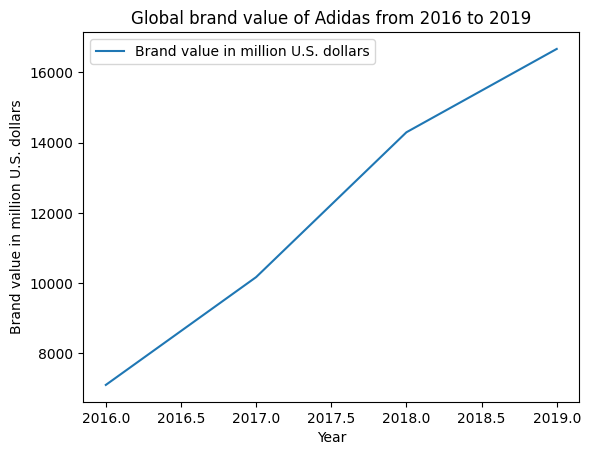 Global brand value of Adidas from 2016 to 2019
Brand value in million U.S. dollars
Brand value in million U.S. dollars
16000
14000
12000
10000
8000
2016.0 2016.5 2017.0 2017.5 2018.0 2018.5 2019.0
Year